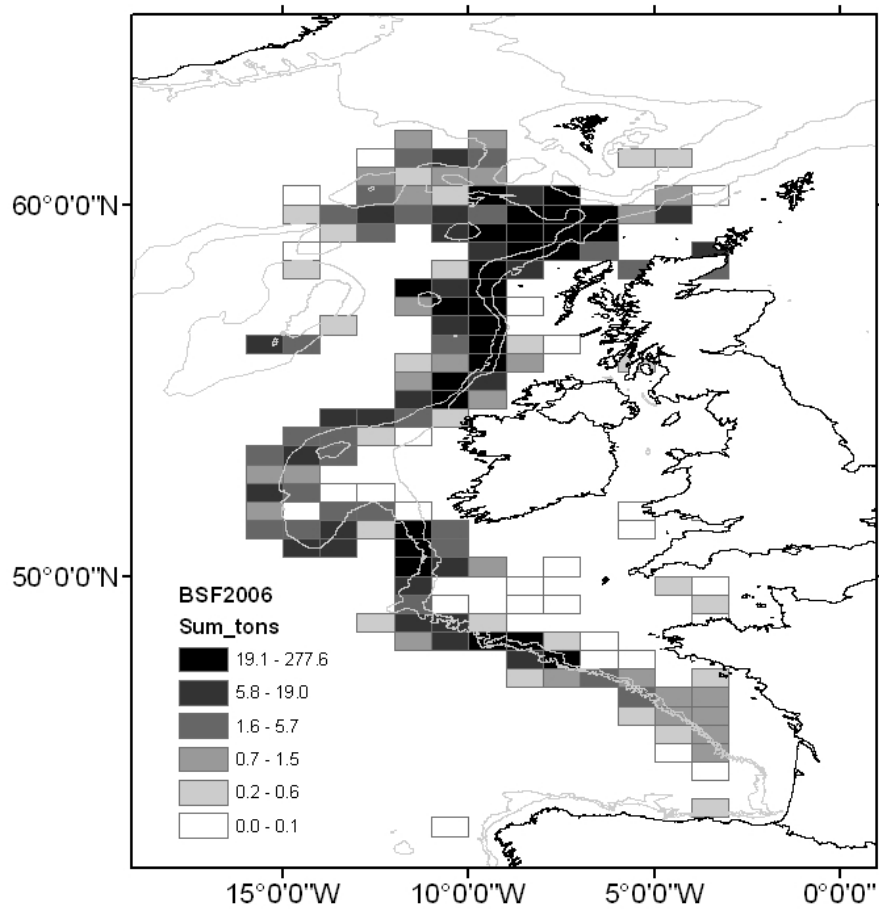 60°0'0"N
50°0'0"N
BSF2006
Sum_tons
19.1 - 277.6
5.8 - 19.0
1.6 - 5.7
0.7 - 1.5
0.2 - 0.6
0.0 - 0.1
15°0'0"W 10°0'0"W 5°0'0"W 0°0'0"